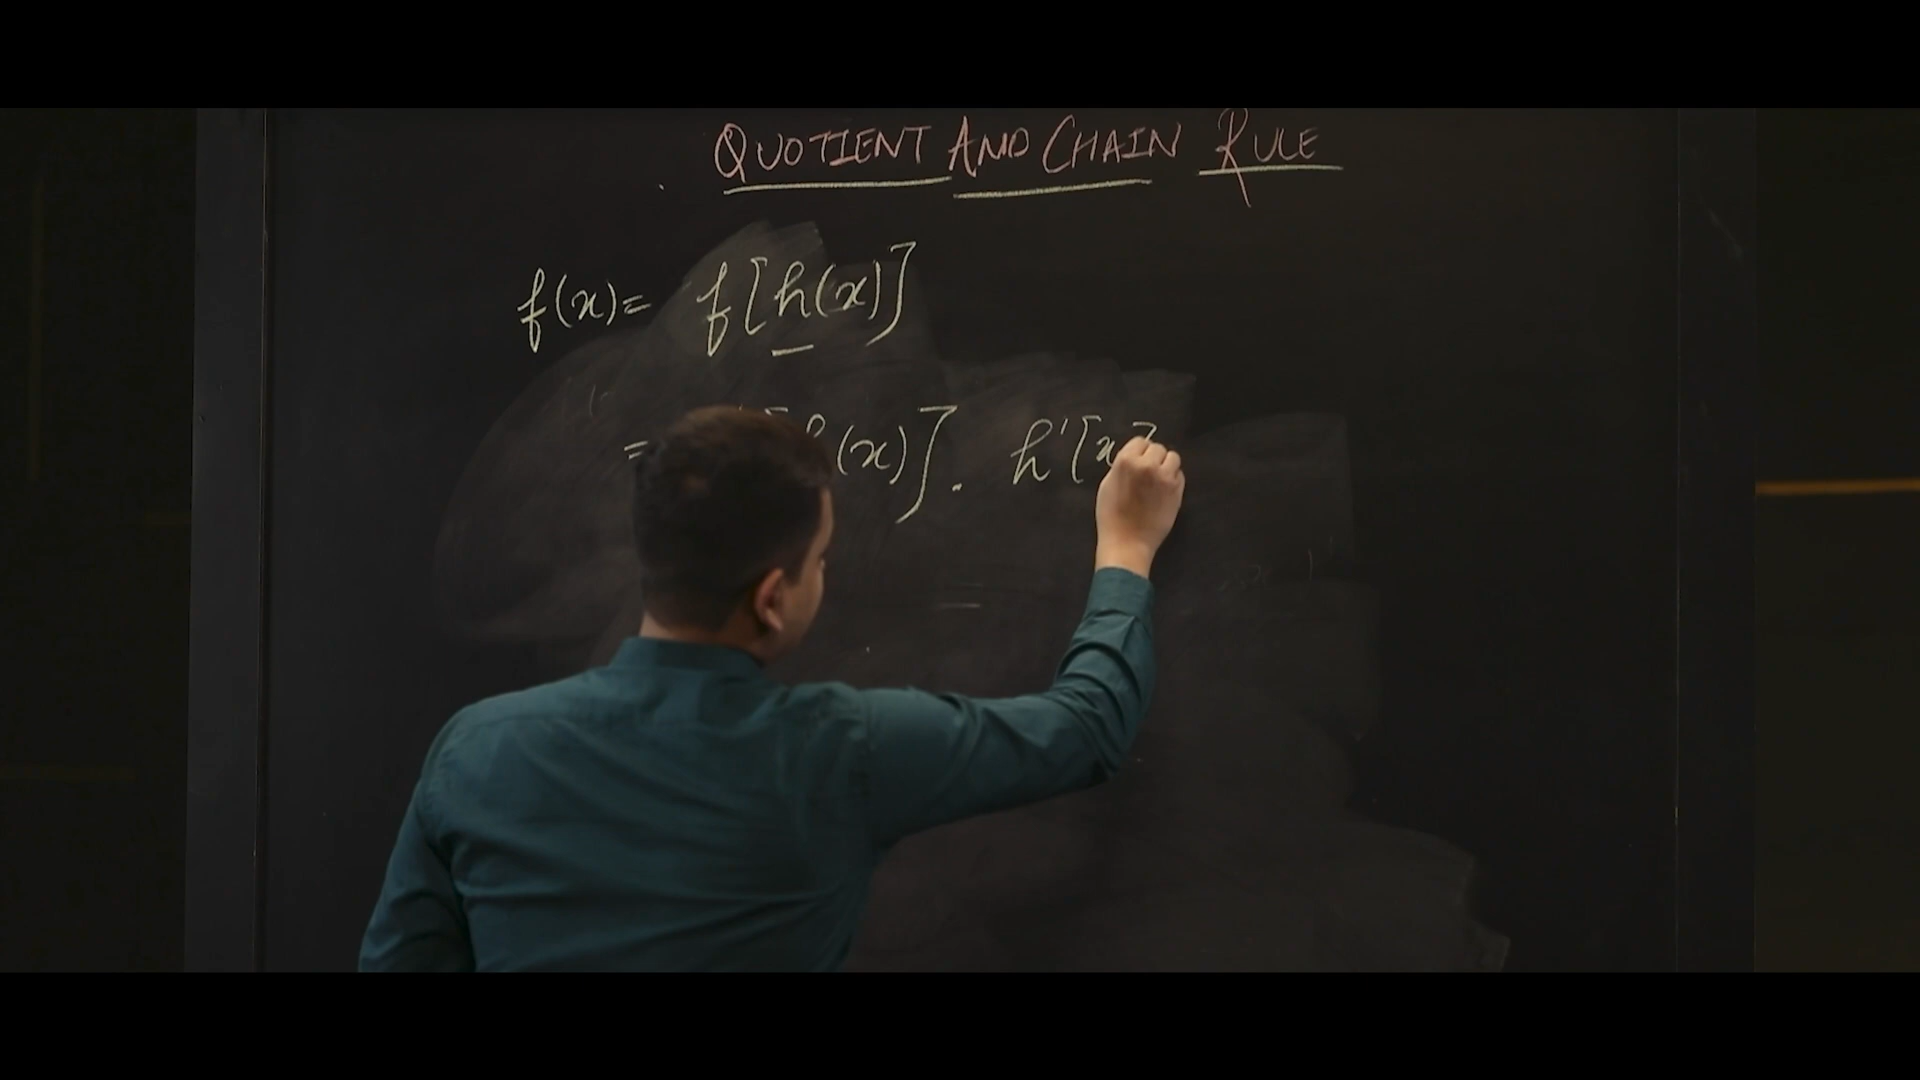 QUOTIENT AND CHAIN RULE
f(x) = f[h(x)]
= (x)]. h'[x]